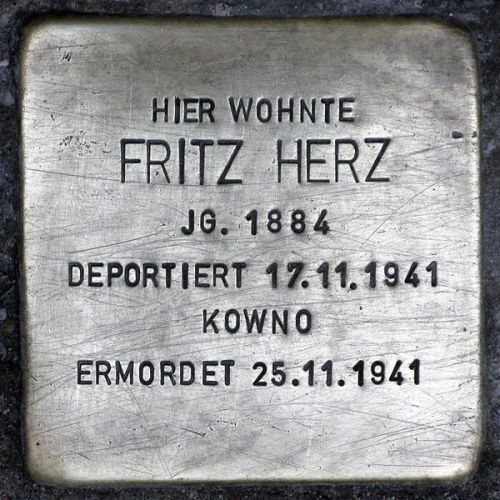 HIER WOHNTE
FRITZ HERZ
JG. 1884
DEPORTIERT 17.11.1941
KOWNO
ERMORDET 25.11.1941